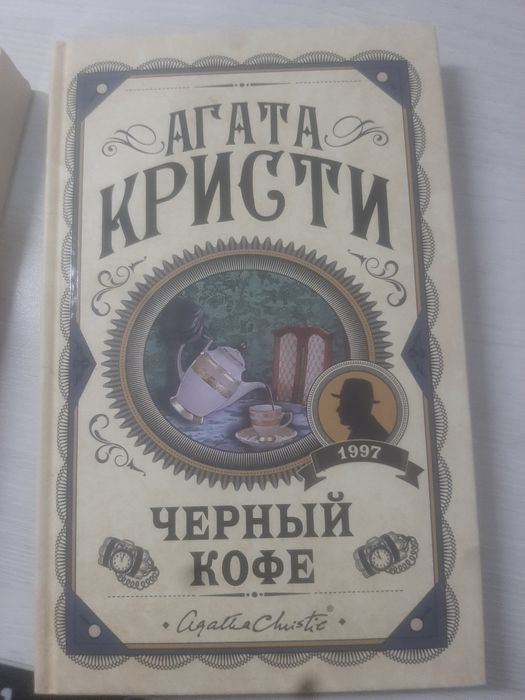 АГАТА
КРИСТИ
1997
ЧЕРНЫЙ
КОФЕ
Agatha Christie®